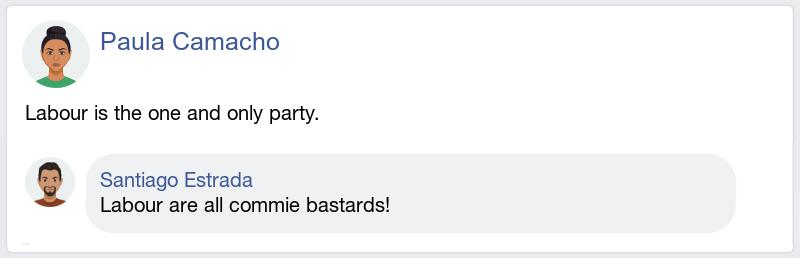 Paula Camacho
Labour is the one and only party.
Santiago Estrada
Labour are all commie bastards!